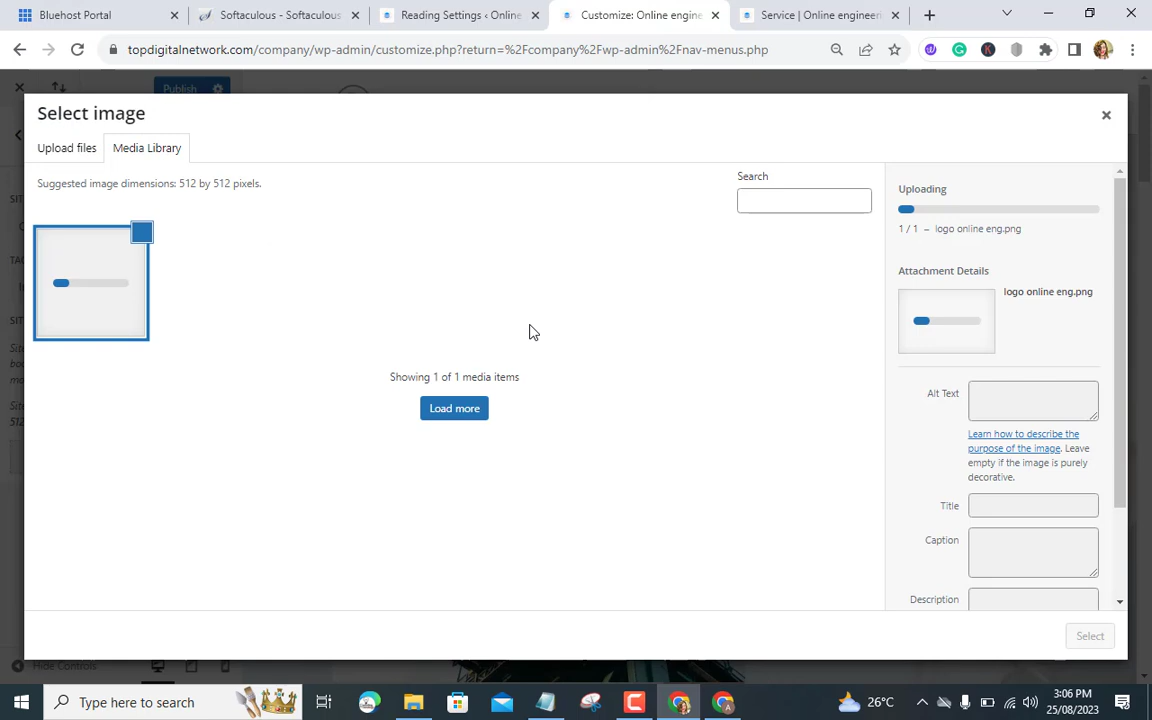 Bluehost Portal
Softaculous - Softaculous
Reading Settings ‹ Online
Customize: Online engine
Service | Online engineeri
topdigitalnetwork.com/company/wp-admin/customize.php?return=%2Fcompany%2Fwp-admin%2Fnav-menus.php
Publish
Select image
Upload files
Media Library
Suggested image dimensions: 512 by 512 pixels.
Search
Uploading
1 / 1 – logo online eng.png
Attachment Details
logo online eng.png
Showing 1 of 1 media items
Load more
Alt Text
Learn how to describe the
purpose of the image. Leave
empty if the image is purely
decorative.
Title
Caption
Description
Select
Hide Controls
Type here to search
26°C
3:06 PM
25/08/2023